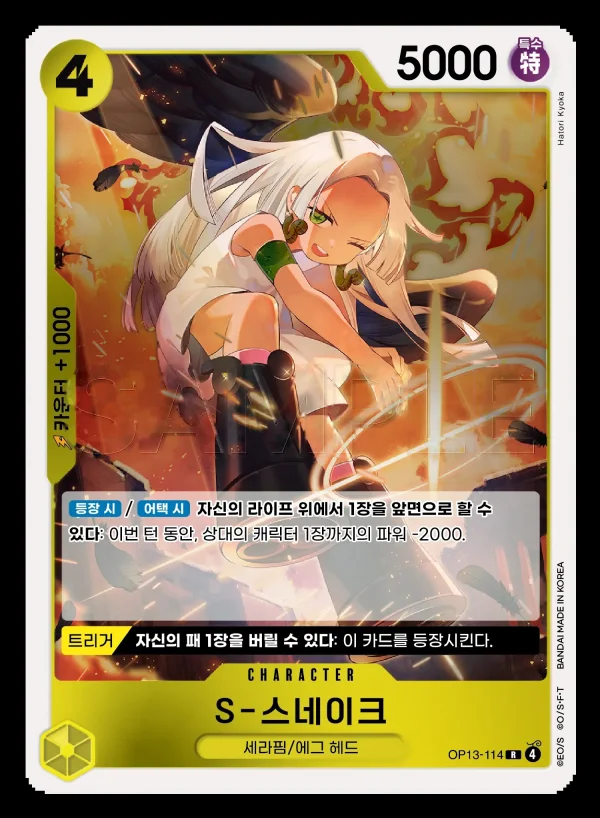 4
5000
특수
特
Hatori Kyoka
카운터 +1000
SAMPLE
등장 시 / 어택 시 자신의 라이프 위에서 1장을 앞면으로 할 수
있다: 이번 턴 동안, 상대의 캐릭터 1장까지의 파워 -2000.
트리거 자신의 패 1장을 버릴 수 있다: 이 카드를 등장시킨다.
CHARACTER
S-스네이크
세라핌/에그 헤드
OP13-114 R 4
©EO/S ©O/S·F·T BANDAI MADE IN KOREA